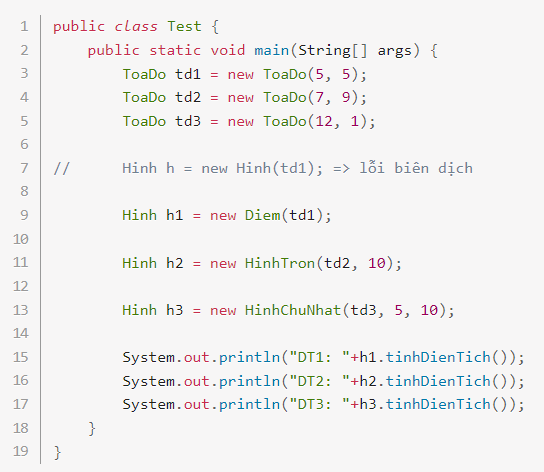 1 public class Test {
2     public static void main(String[] args) {
3         ToaDo td1 = new ToaDo(5, 5);
4         ToaDo td2 = new ToaDo(7, 9);
5         ToaDo td3 = new ToaDo(12, 1);
6
7 //      Hinh h = new Hinh(td1); => lỗi biên dịch
8
9         Hinh h1 = new Diem(td1);
10
11         Hinh h2 = new HinhTron(td2, 10);
12
13         Hinh h3 = new HinhChuNhat(td3, 5, 10);
14
15         System.out.println("DT1: "+h1.tinhDienTich());
16         System.out.println("DT2: "+h2.tinhDienTich());
17         System.out.println("DT3: "+h3.tinhDienTich());
18     }
19 }